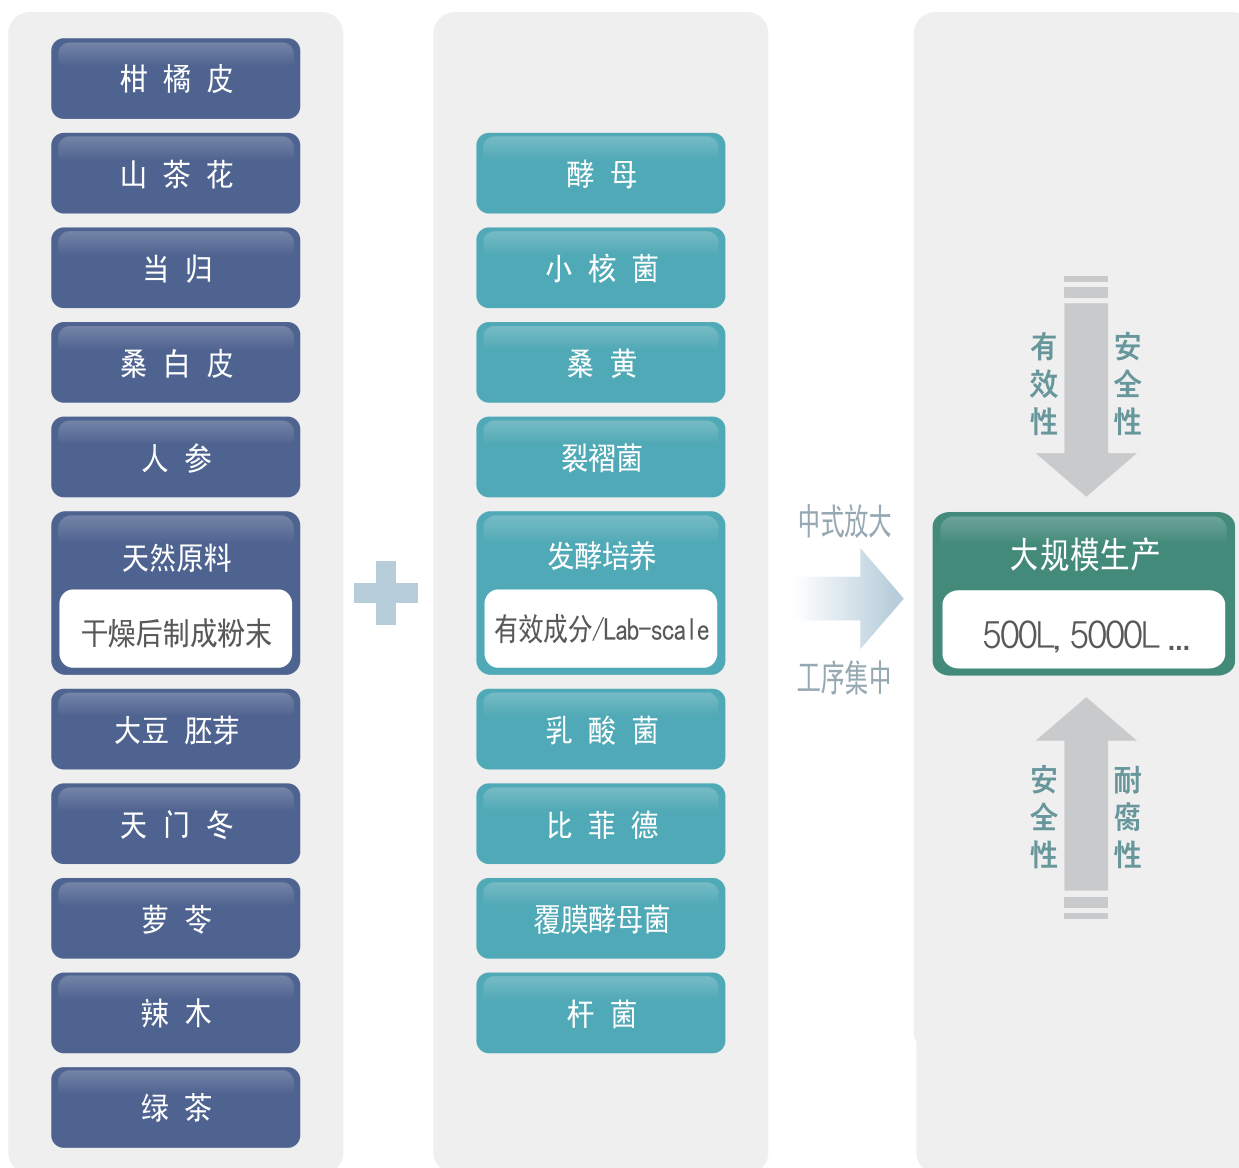 柑 橘 皮
山 茶 花
当 归
桑 白 皮
人 参
天然原料
干燥后制成粉末
大豆 胚芽
天 门 冬
萝 苓
辣 木
绿 茶
酵 母
小 核 菌
桑 黄
裂褶菌
发酵培养
有效成分/Lab-scale
乳 酸 菌
比 菲 德
覆膜酵母菌
杆 菌
中式放大
工序集中
有效性
安全性
大规模生产
500L, 5000L ...
安全性
耐腐性